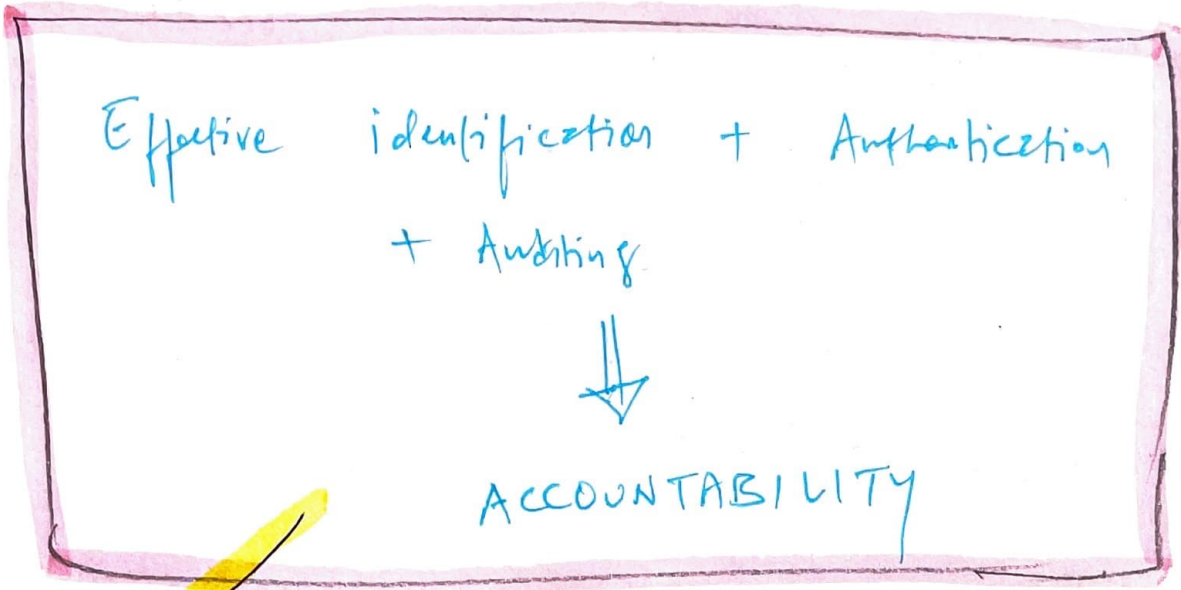 Effective identification + Authentication
+ Auditing
⇓
ACCOUNTABILITY